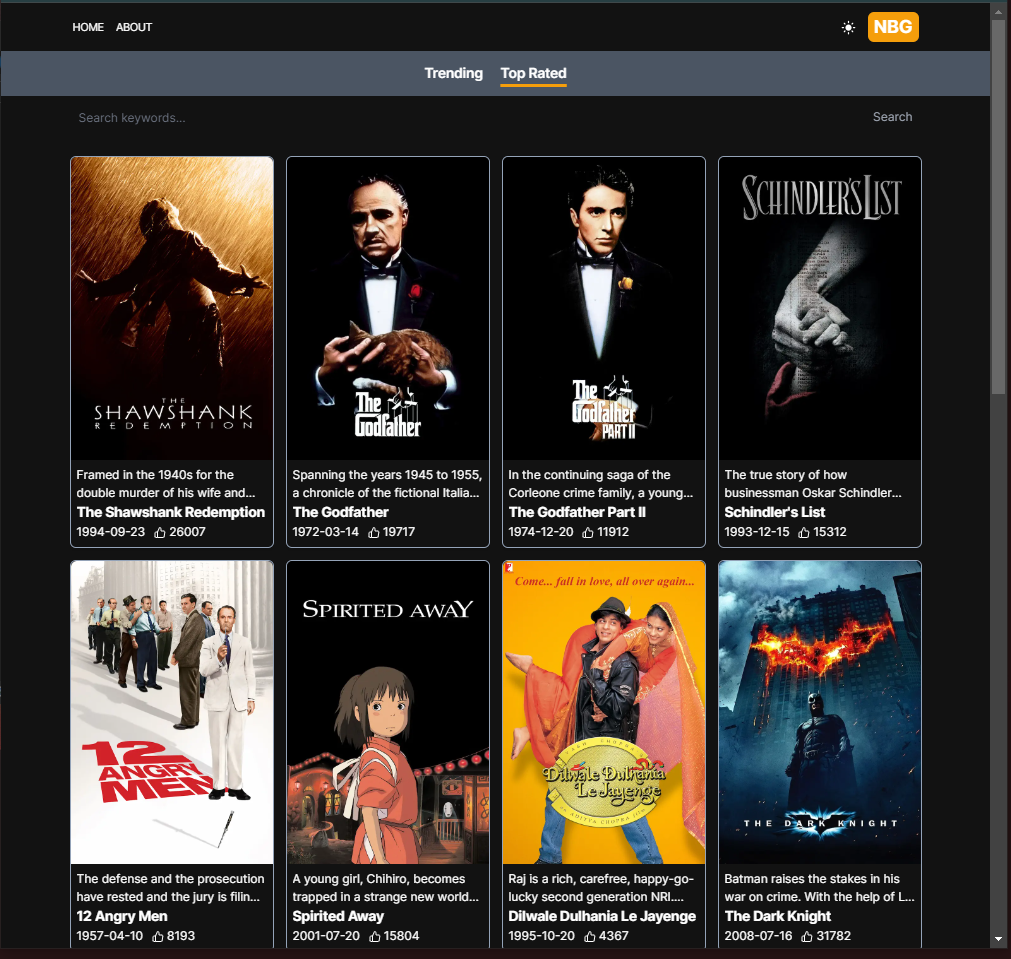 HOME ABOUT NBG
Trending Top Rated
Search keywords... Search
THE
SHAWSHANK
REDEMPTION
The
Godfather
The
Godfather
PART II
SCHINDLER'S LIST
Framed in the 1940s for the
double murder of his wife and...
The Shawshank Redemption
1994-09-23 26007
Spanning the years 1945 to 1955,
a chronicle of the fictional Italia...
The Godfather
1972-03-14 19717
In the continuing saga of the
Corleone crime family, a young...
The Godfather Part II
1974-12-20 11912
The true story of how
businessman Oskar Schindler...
Schindler's List
1993-12-15 15312
12
ANGRY
MEN
SPIRITED AWAY
Come... fall in love, all over again...
YASH CHOPRA
Dilwale Dulhania
Le Jayenge
THE DARK KNIGHT
The defense and the prosecution
have rested and the jury is filin...
12 Angry Men
1957-04-10 8193
A young girl, Chihiro, becomes
trapped in a strange new world...
Spirited Away
2001-07-20 15804
Raj is a rich, carefree, happy-go-
lucky second generation NRI....
Dilwale Dulhania Le Jayenge
1995-10-20 4367
Batman raises the stakes in his
war on crime. With the help of L...
The Dark Knight
2008-07-16 31782